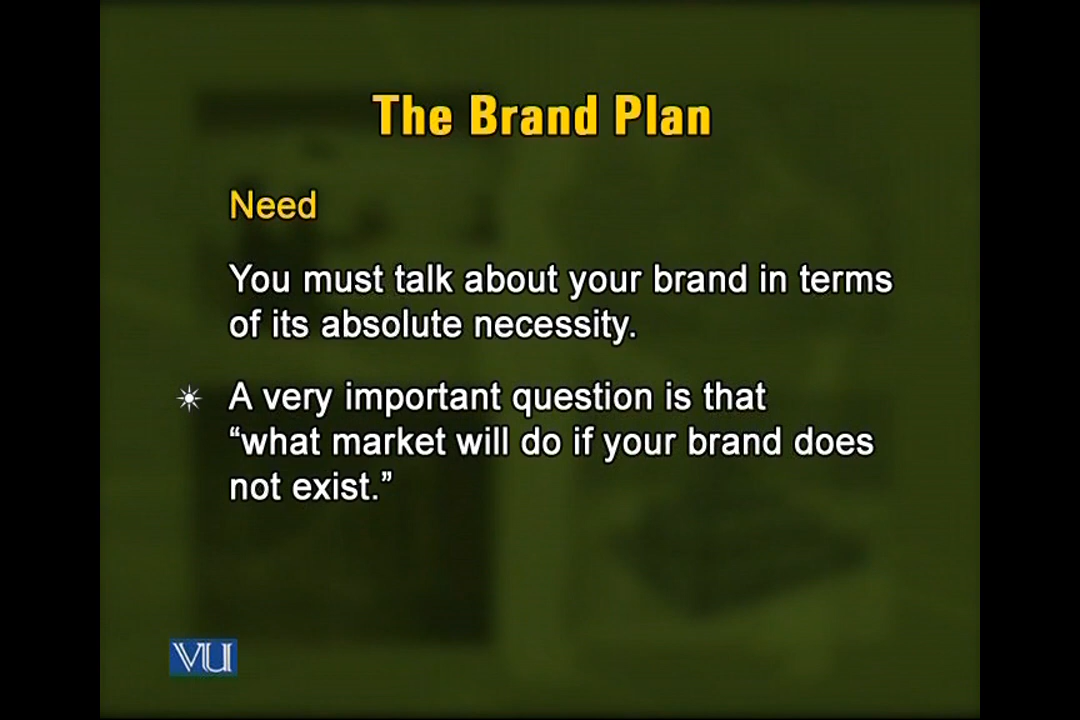 The Brand Plan
Need
You must talk about your brand in terms
of its absolute necessity.
A very important question is that
“what market will do if your brand does
not exist.”
VU